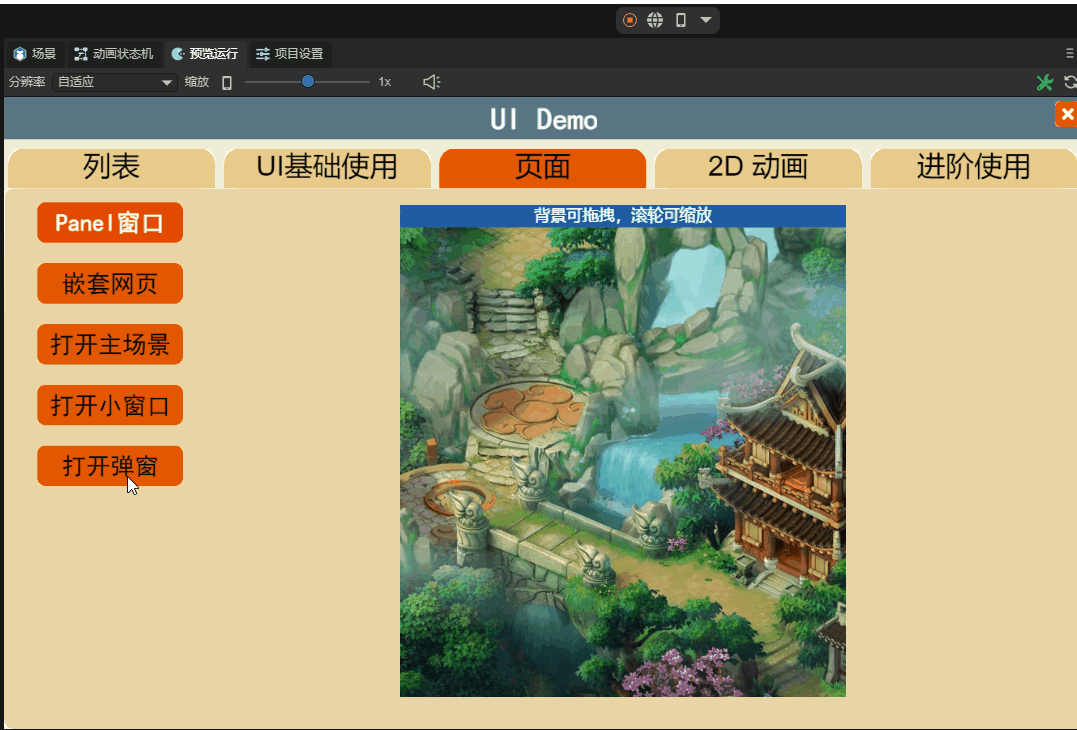 场景 动画状态机 预览运行 项目设置
分辨率 自适应 缩放 1x
UI Demo
列表 UI基础使用 页面 2D 动画 进阶使用
Panel窗口
背景可拖拽，滚轮可缩放
嵌套网页
打开主场景
打开小窗口
打开弹窗